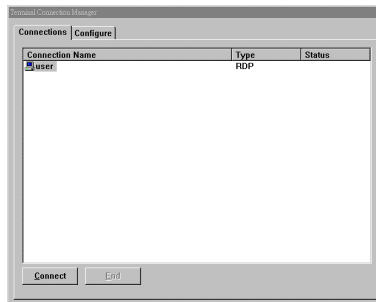 Terminal Connection Manager
Connections Configure
Connection Name Type Status
user RDP
Connect End